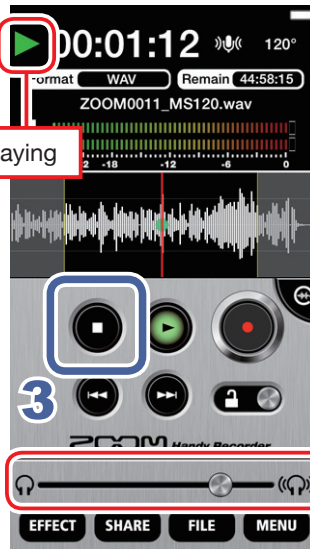 00:01:12 120°
Format WAV Remain 44:58:15
ZOOM0011_MS120.wav
aying
2 -18 -12 -6 0
3
ZOOM Handy Recorder
EFFECT SHARE FILE MENU